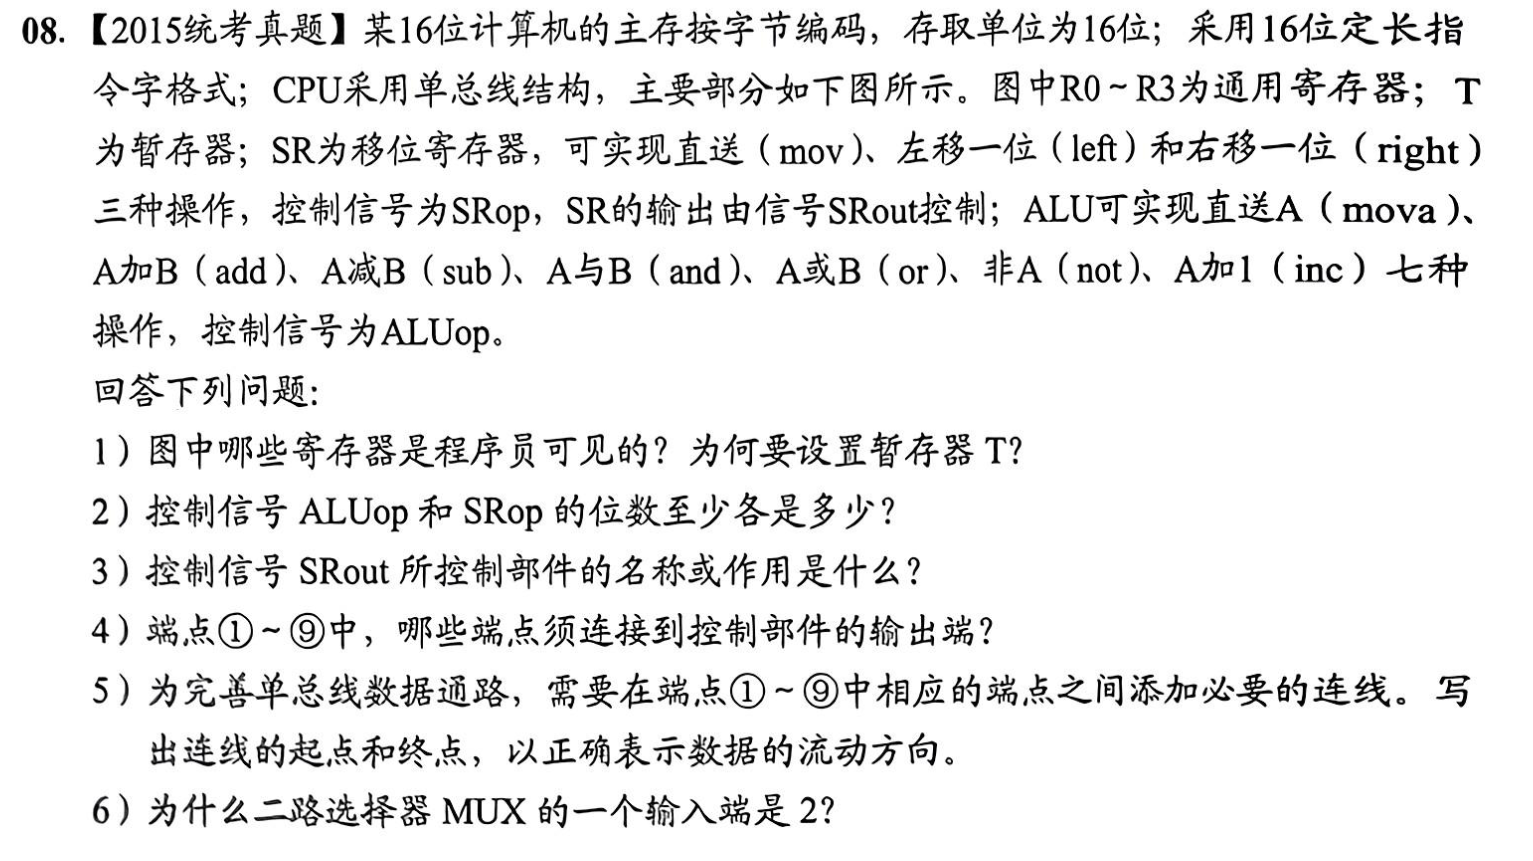 08.【2015统考真题】某16位计算机的主存按字节编码，存取单位为16位；采用16位定长指
令字格式；CPU采用单总线结构，主要部分如下图所示。图中R0~R3为通用寄存器；T
为暂存器；SR为移位寄存器，可实现直送（mov）、左移一位（left）和右移一位（right）
三种操作，控制信号为SRop，SR的输出由信号SRout控制；ALU可实现直送A（mova）、
A加B（add）、A减B（sub）、A与B（and）、A或B（or）、非A（not）、A加1（inc）七种
操作，控制信号为ALUop。
回答下列问题：
1）图中哪些寄存器是程序员可见的？为何要设置暂存器 T？
2）控制信号 ALUop 和 SRop 的位数至少各是多少？
3）控制信号 SRout 所控制部件的名称或作用是什么？
4）端点①~⑨中，哪些端点须连接到控制部件的输出端？
5）为完善单总线数据通路，需要在端点①~⑨中相应的端点之间添加必要的连线。写
出连线的起点和终点，以正确表示数据的流动方向。
6）为什么二路选择器 MUX 的一个输入端是 2？